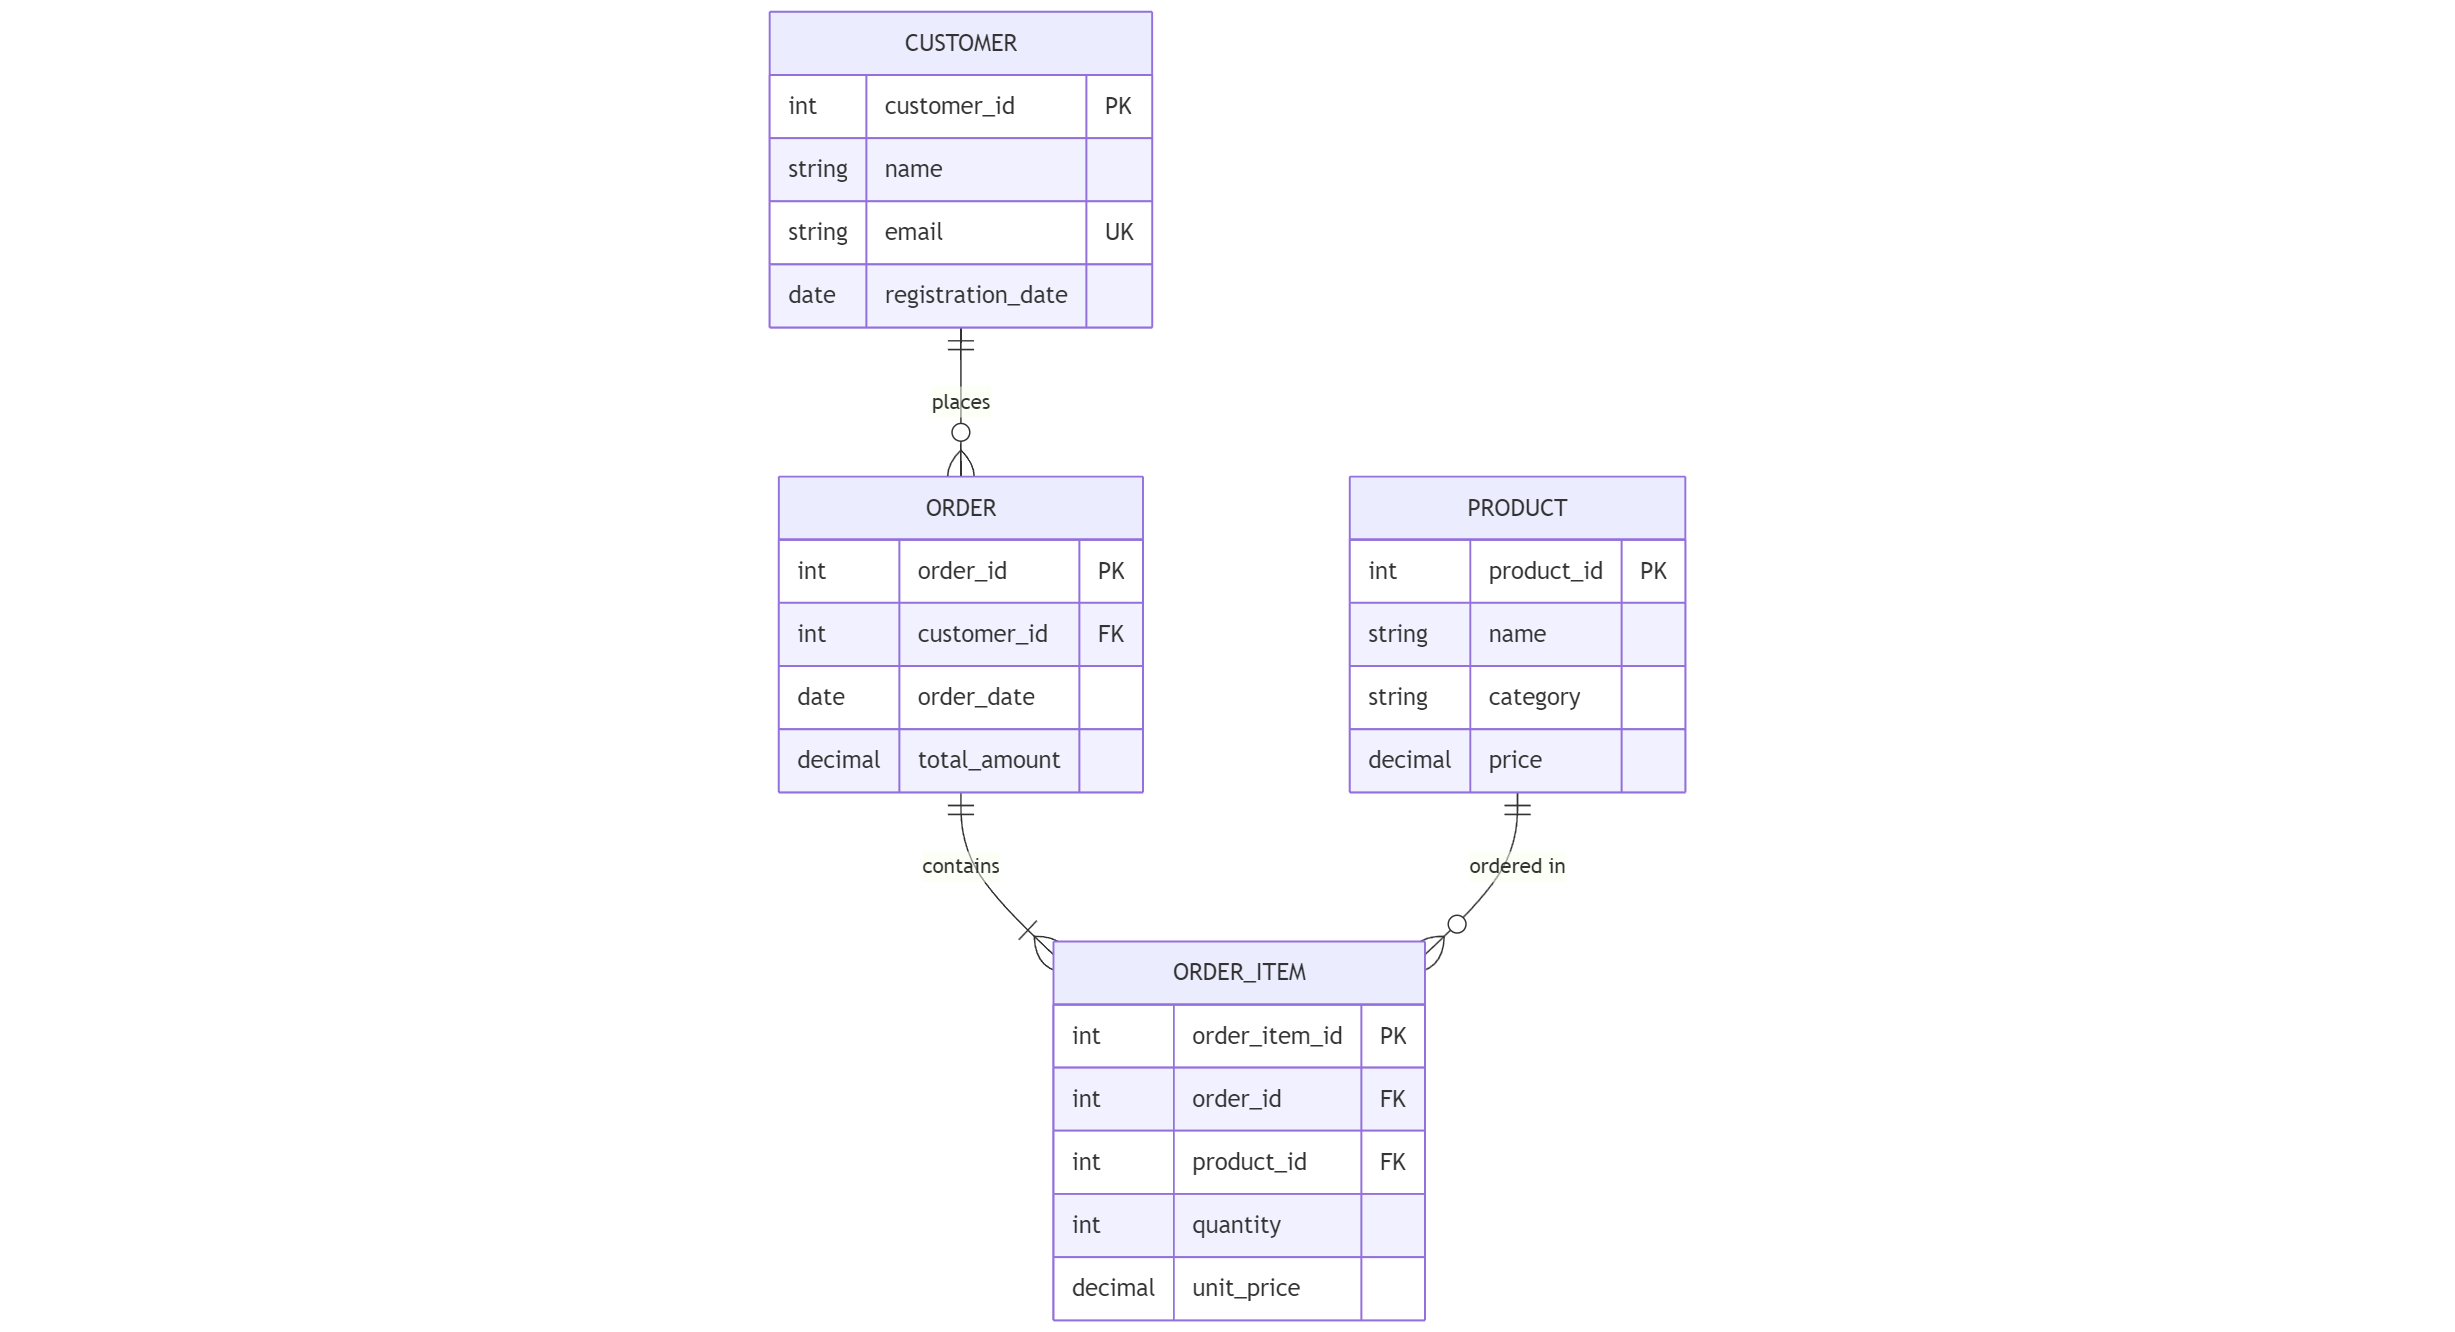 CUSTOMER
int customer_id PK
string name
string email UK
date registration_date
places
ORDER
int order_id PK
int customer_id FK
date order_date
decimal total_amount
PRODUCT
int product_id PK
string name
string category
decimal price
contains
ordered in
ORDER_ITEM
int order_item_id PK
int order_id FK
int product_id FK
int quantity
decimal unit_price